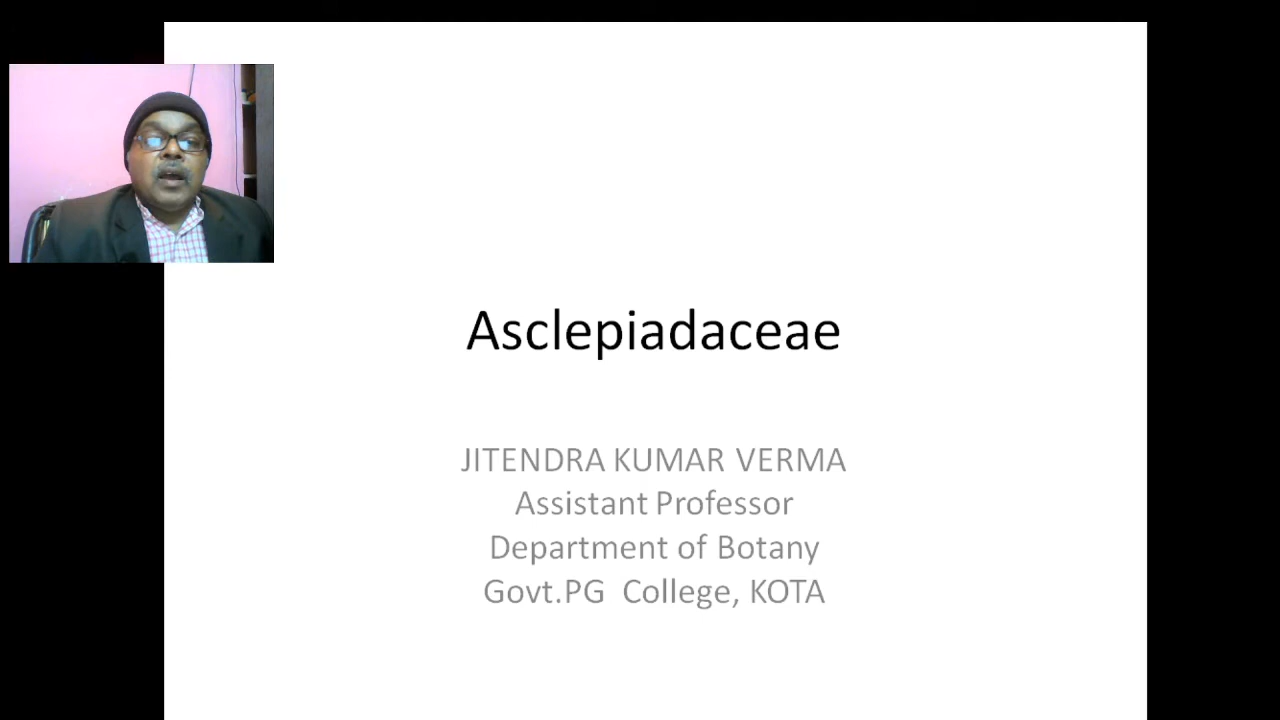 Asclepiadaceae
JITENDRA KUMAR VERMA
Assistant Professor
Department of Botany
Govt.PG  College, KOTA